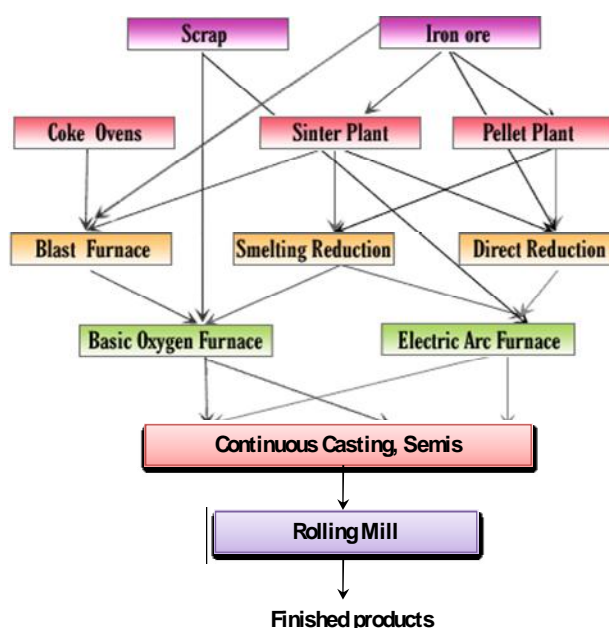 Scrap
Iron ore
Coke Ovens
Sinter Plant
Pellet Plant
Blast Furnace
Smelting Reduction
Direct Reduction
Basic Oxygen Furnace
Electric Arc Furnace
Continuous Casting, Semis
Rolling Mill
Finished products